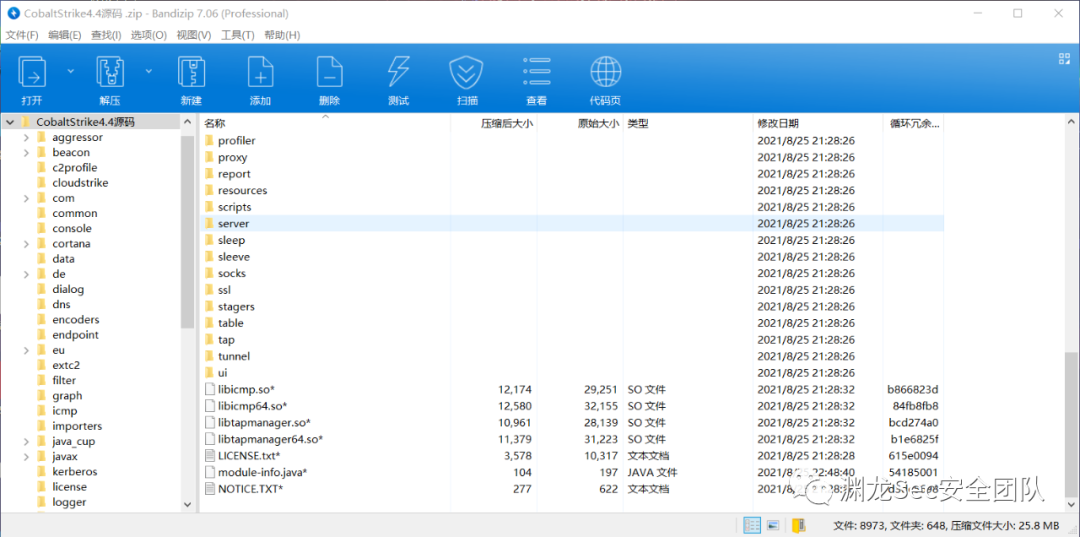 CobaltStrike4.4源码 .zip - Bandizip 7.06 (Professional)
文件(F) 编辑(E) 查找(I) 选项(O) 视图(V) 工具(T) 帮助(H)
打开 解压 新建 添加 删除 测试 扫描 查看 代码页
CobaltStrike4.4源码
aggressor
beacon
c2profile
cloudstrike
com
common
console
cortana
data
de
dialog
dns
encoders
endpoint
eu
extc2
filter
graph
icmp
importers
java_cup
javax
kerberos
license
logger
名称 压缩后大小 原始大小 类型 修改日期 循环冗余...
profiler 2021/8/25 21:28:26
proxy 2021/8/25 21:28:26
report 2021/8/25 21:28:26
resources 2021/8/25 21:28:26
scripts 2021/8/25 21:28:26
server 2021/8/25 21:28:26
sleep 2021/8/25 21:28:26
sleeve 2021/8/25 21:28:26
socks 2021/8/25 21:28:26
ssl 2021/8/25 21:28:26
stagers 2021/8/25 21:28:26
table 2021/8/25 21:28:26
tap 2021/8/25 21:28:26
tunnel 2021/8/25 21:28:26
ui 2021/8/25 21:28:26
libicmp.so* 12,174 29,251 SO 文件 2021/8/25 21:28:32 b866823d
libicmp64.so* 12,580 32,155 SO 文件 2021/8/25 21:28:32 84fb8fb8
libtapmanager.so* 10,961 28,139 SO 文件 2021/8/25 21:28:32 bcd274a0
libtapmanager64.so* 11,379 31,223 SO 文件 2021/8/25 21:28:32 b1e6825f
LICENSE.txt* 3,578 10,317 文本文档 2021/8/25 21:28:28 615e0094
module-info.java* 104 197 JAVA 文件 2021/8/25 22:48:40 54185001
NOTICE.TXT* 277 622 文本文档
渊龙Sec安全团队
文件: 8973, 文件夹: 648, 压缩文件大小: 25.8 MB